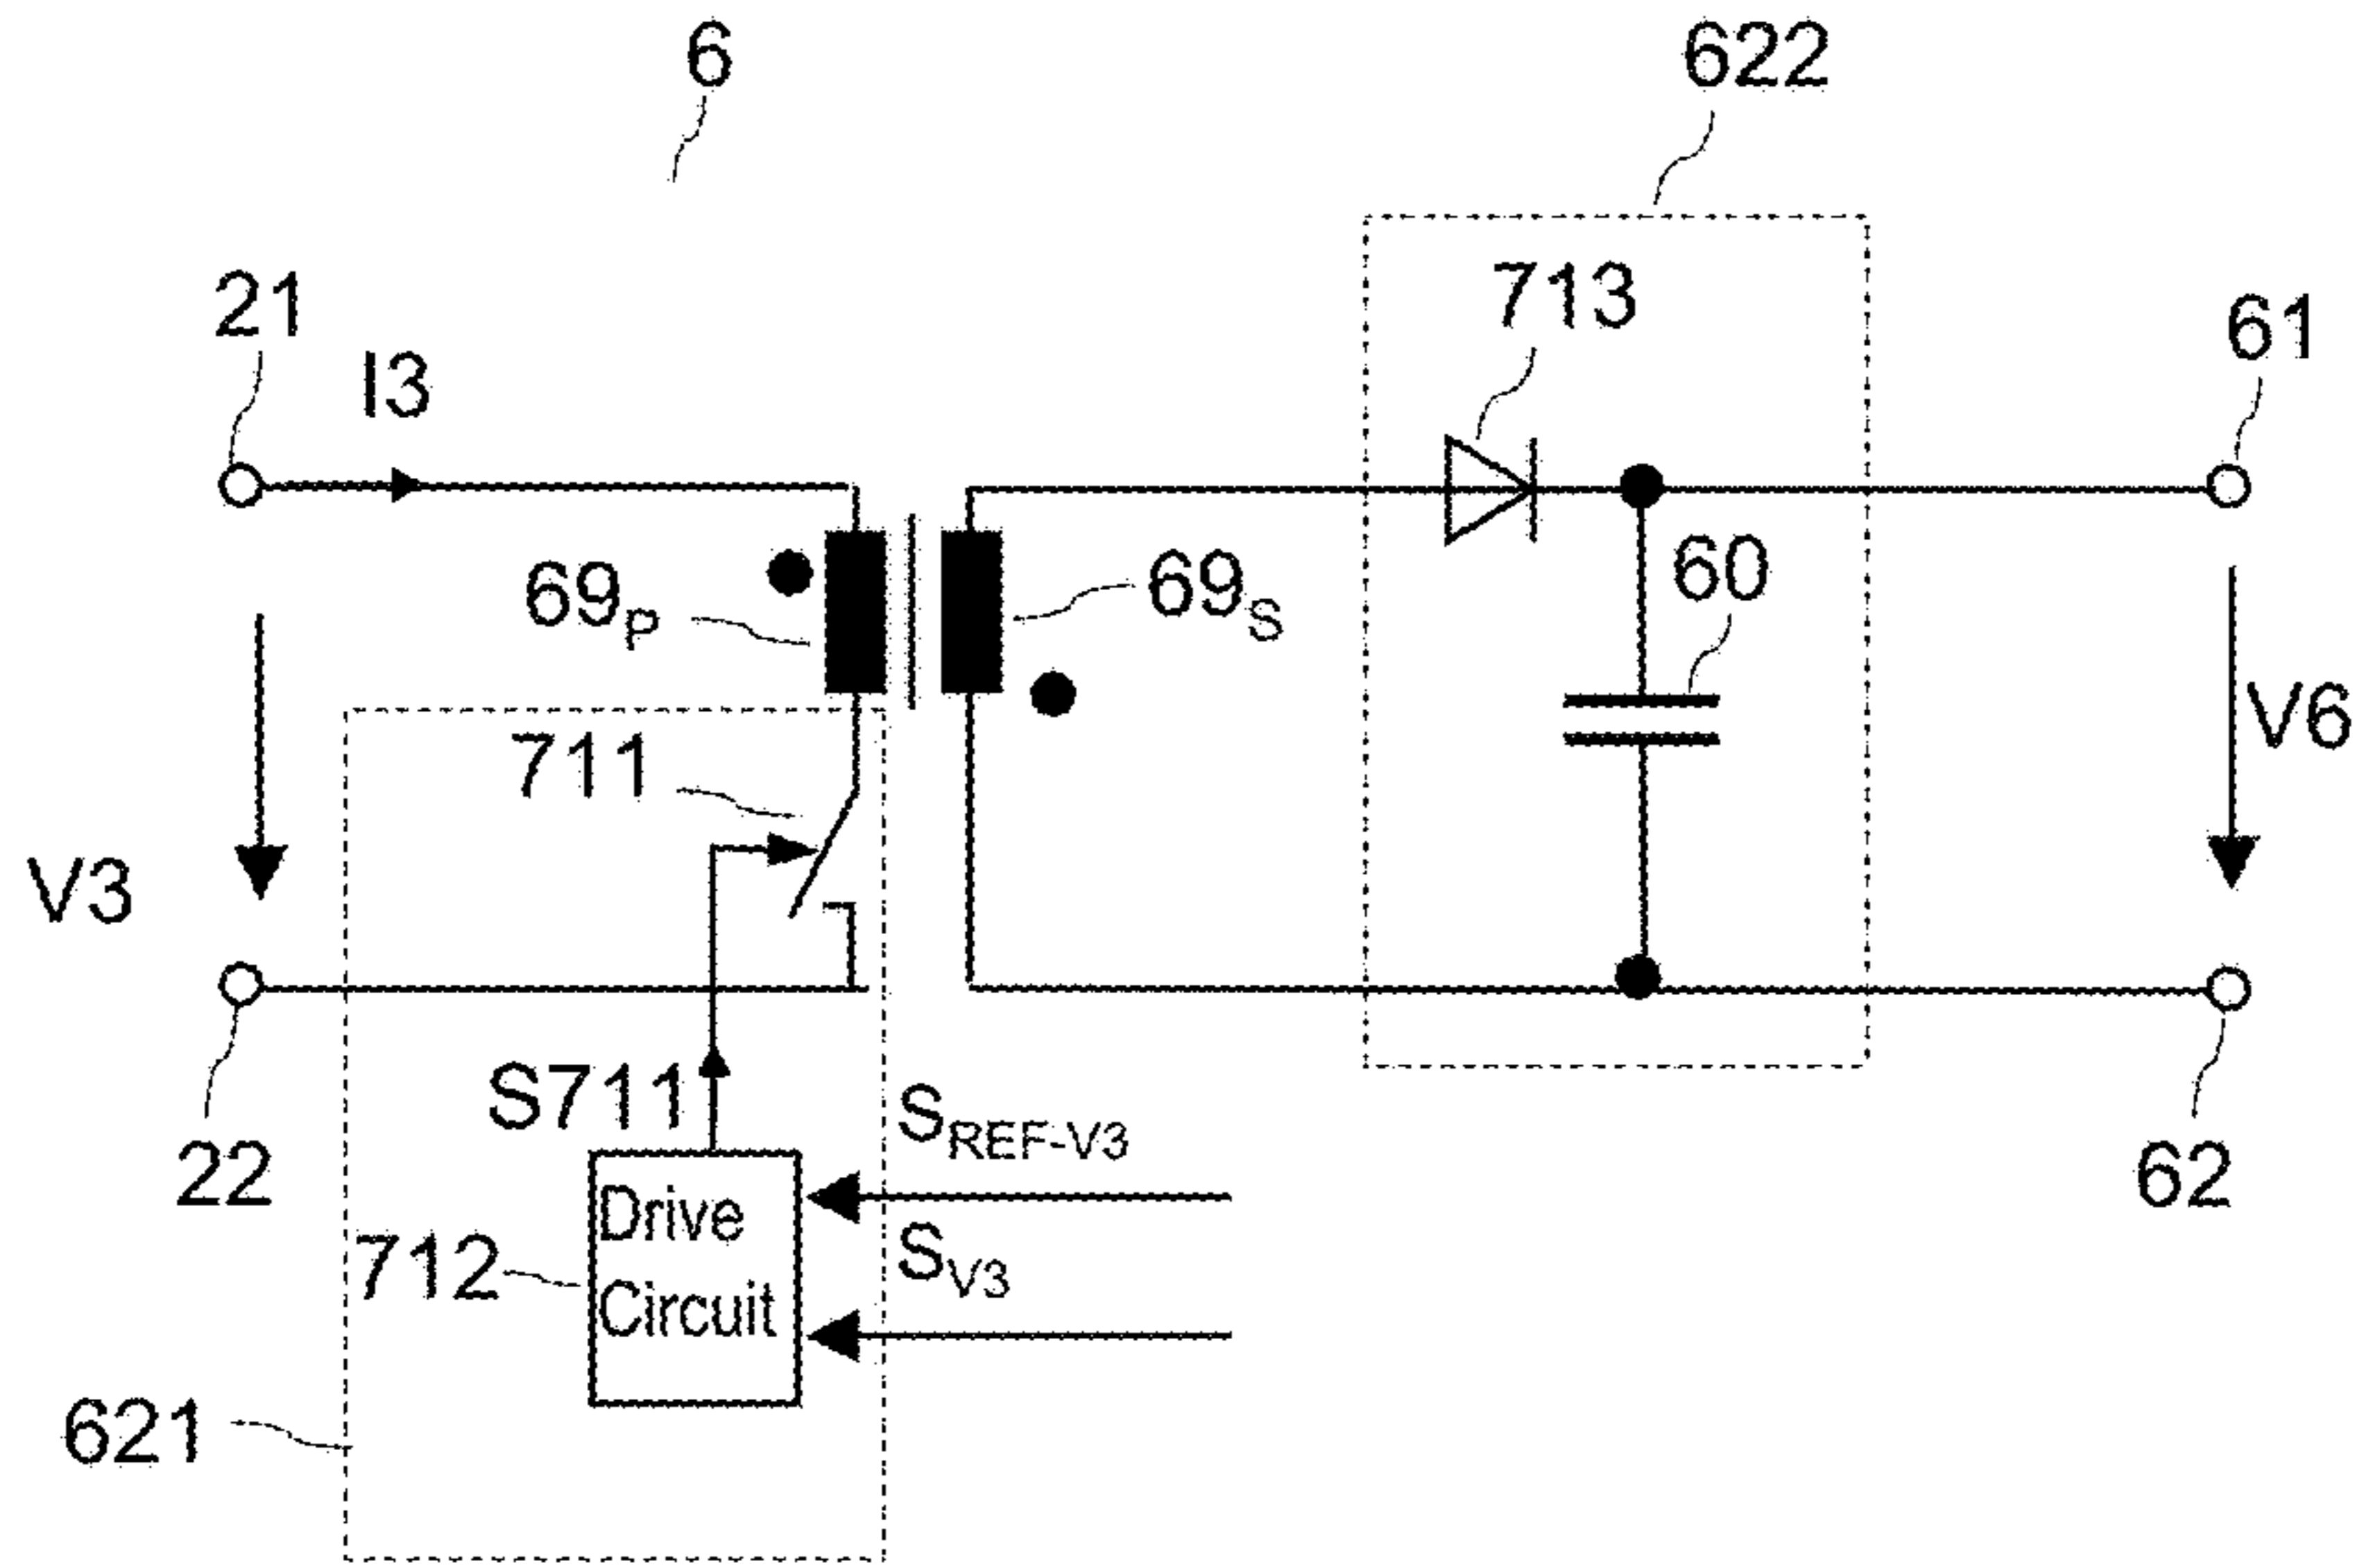 6
622
21
I3
713
61
69P
69S
60
711
V3
V6
S711
SREF-V3
22
62
Drive
SV3
712
Circuit
621